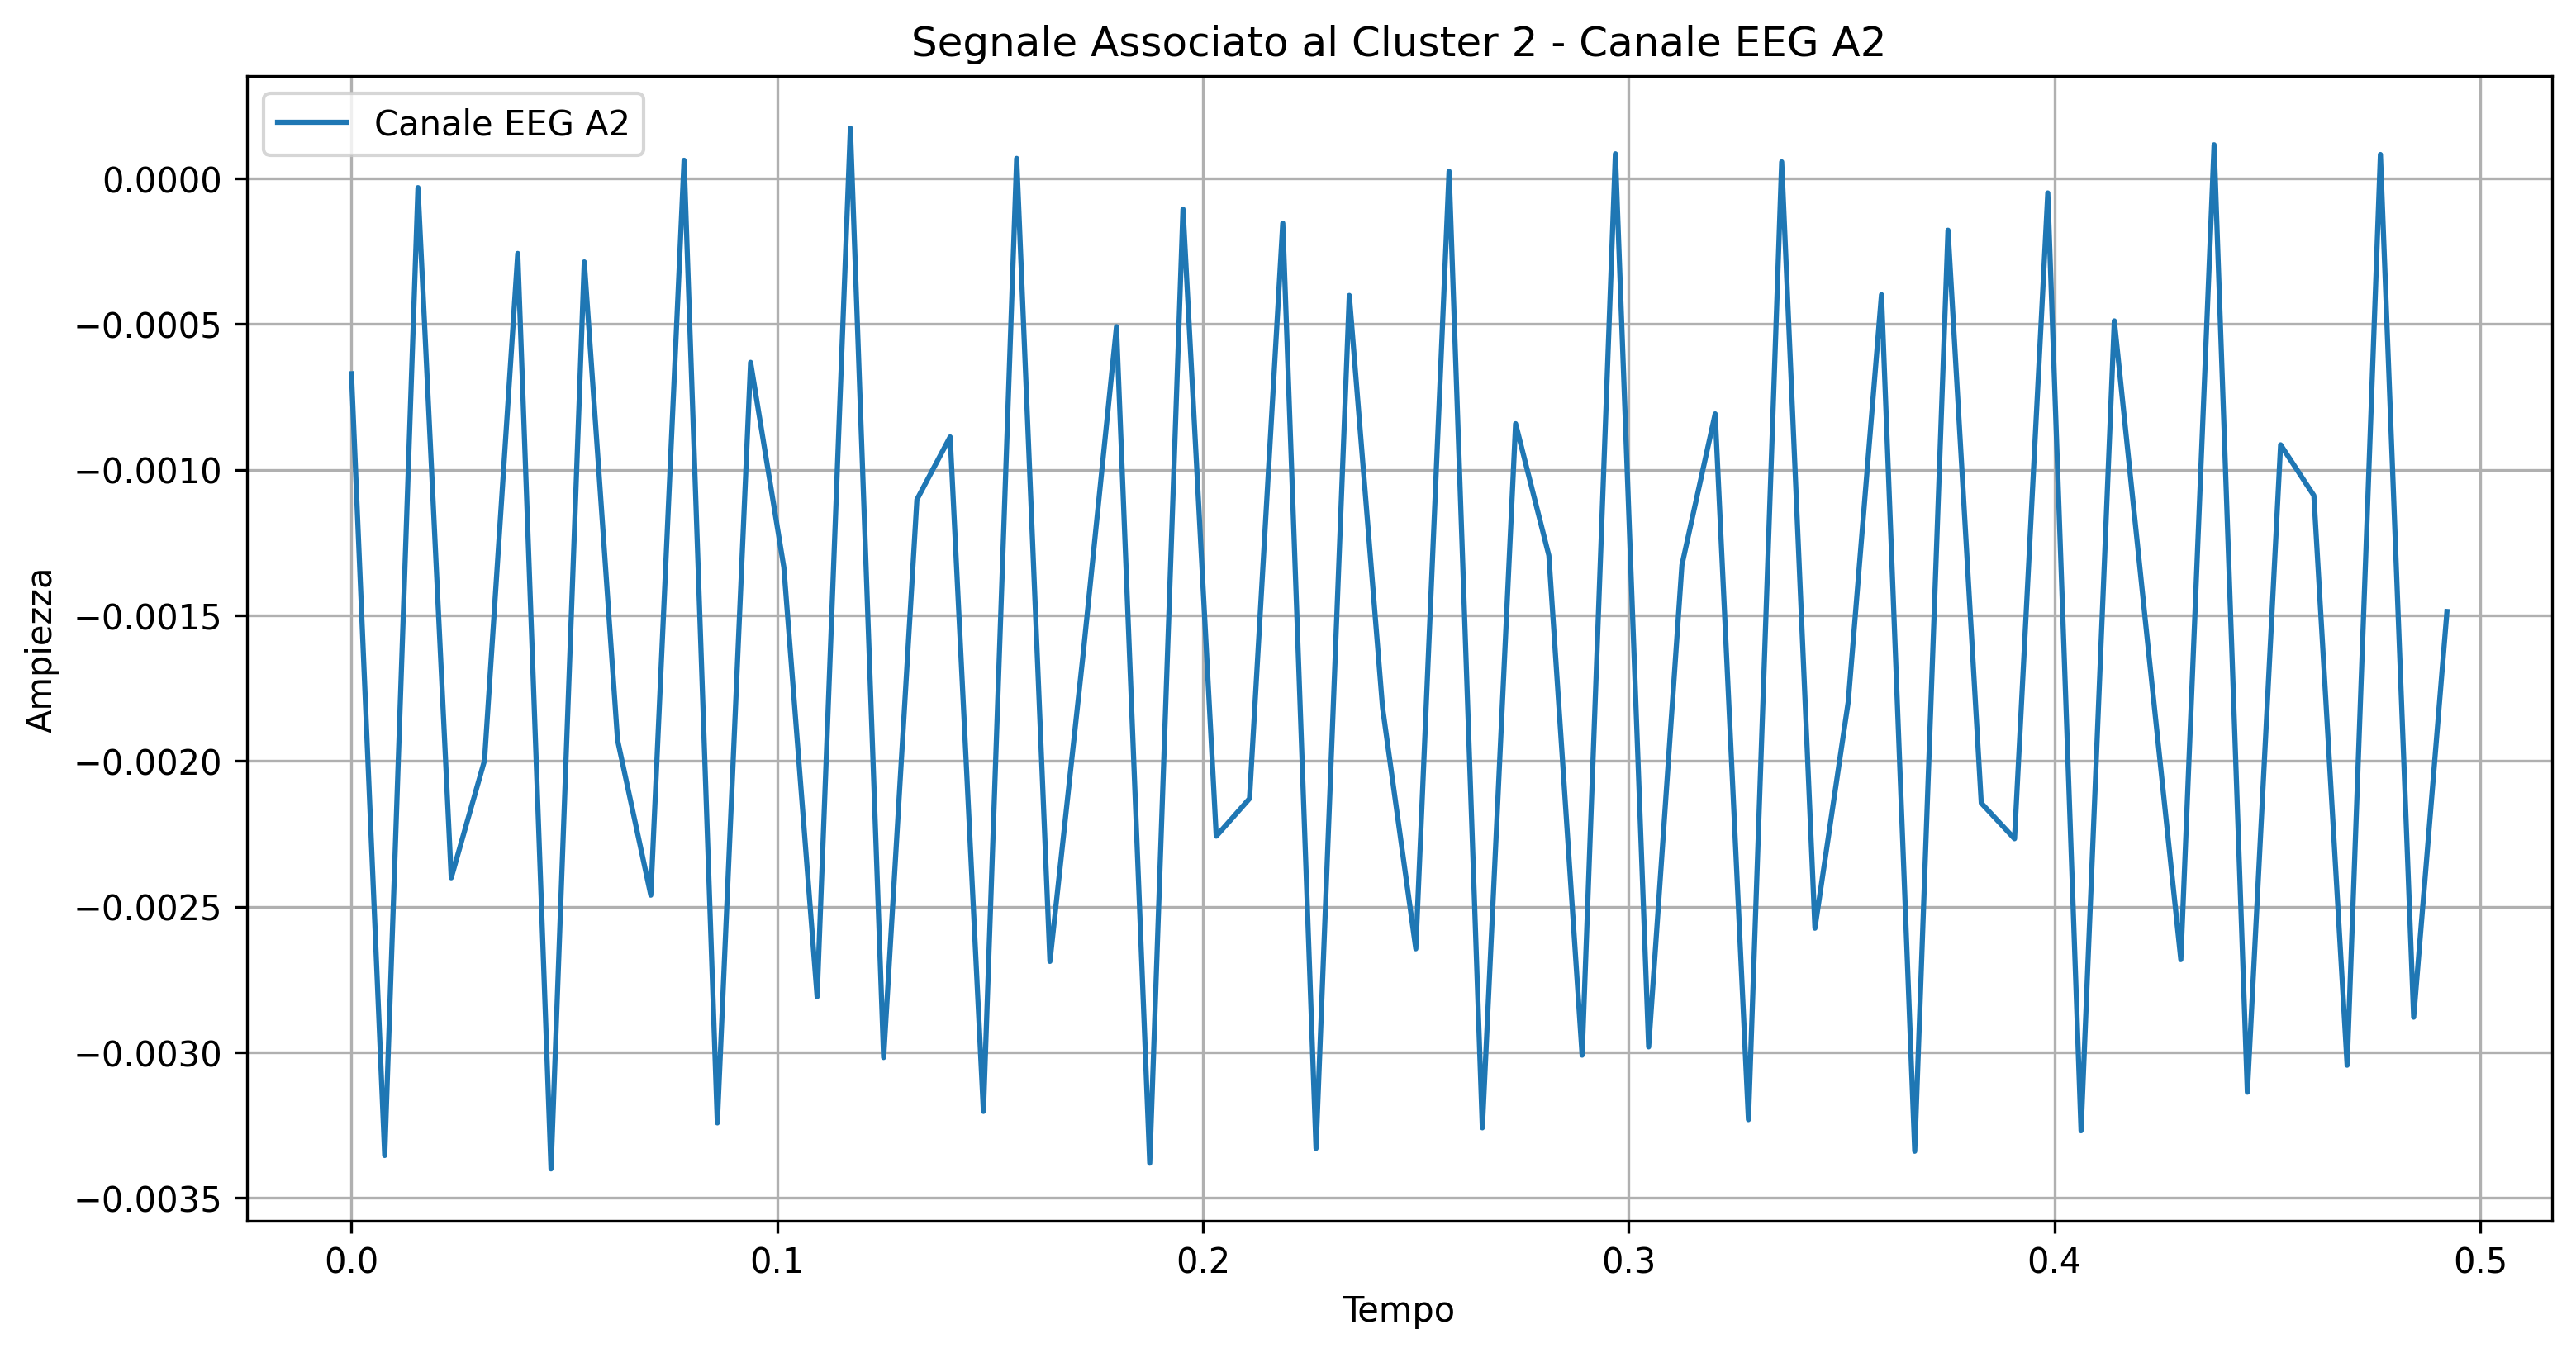 Segnale Associato al Cluster 2 - Canale EEG A2
Canale EEG A2
0.0000
−0.0005
−0.0010
−0.0015
−0.0020
−0.0025
−0.0030
−0.0035
Ampiezza
0.0 0.1 0.2 0.3 0.4 0.5
Tempo